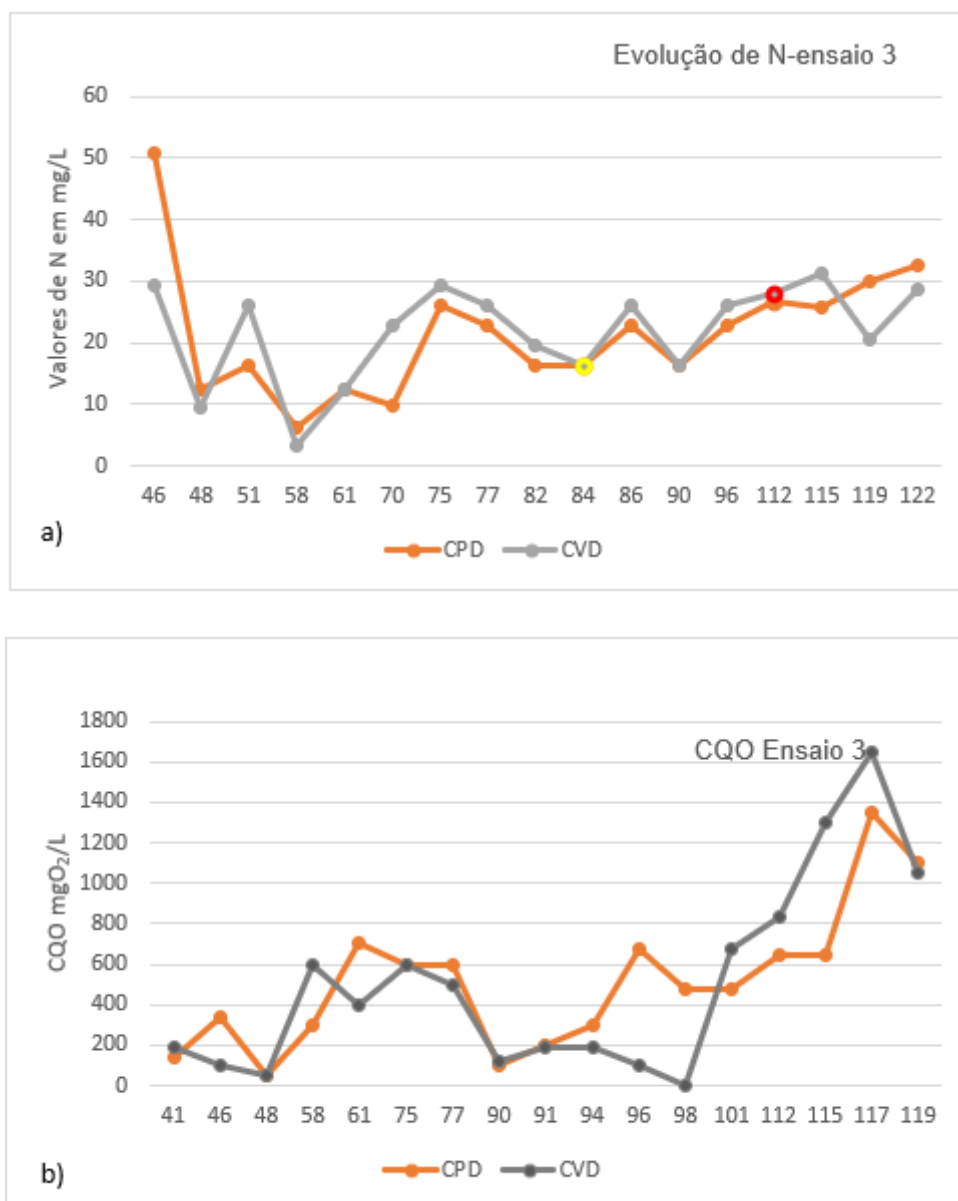 Evolução de N-ensaio 3
Valores de N em mg/L
60
50
40
30
20
10
0
46 48 51 58 61 70 75 77 82 84 86 90 96 112 115 119 122
a)
CPD CVD
CQO Ensaio 3
CQO mgO₂/L
1800
1600
1400
1200
1000
800
600
400
200
0
41 46 48 58 61 75 77 90 91 94 96 98 101 112 115 117 119
b)
CPD CVD